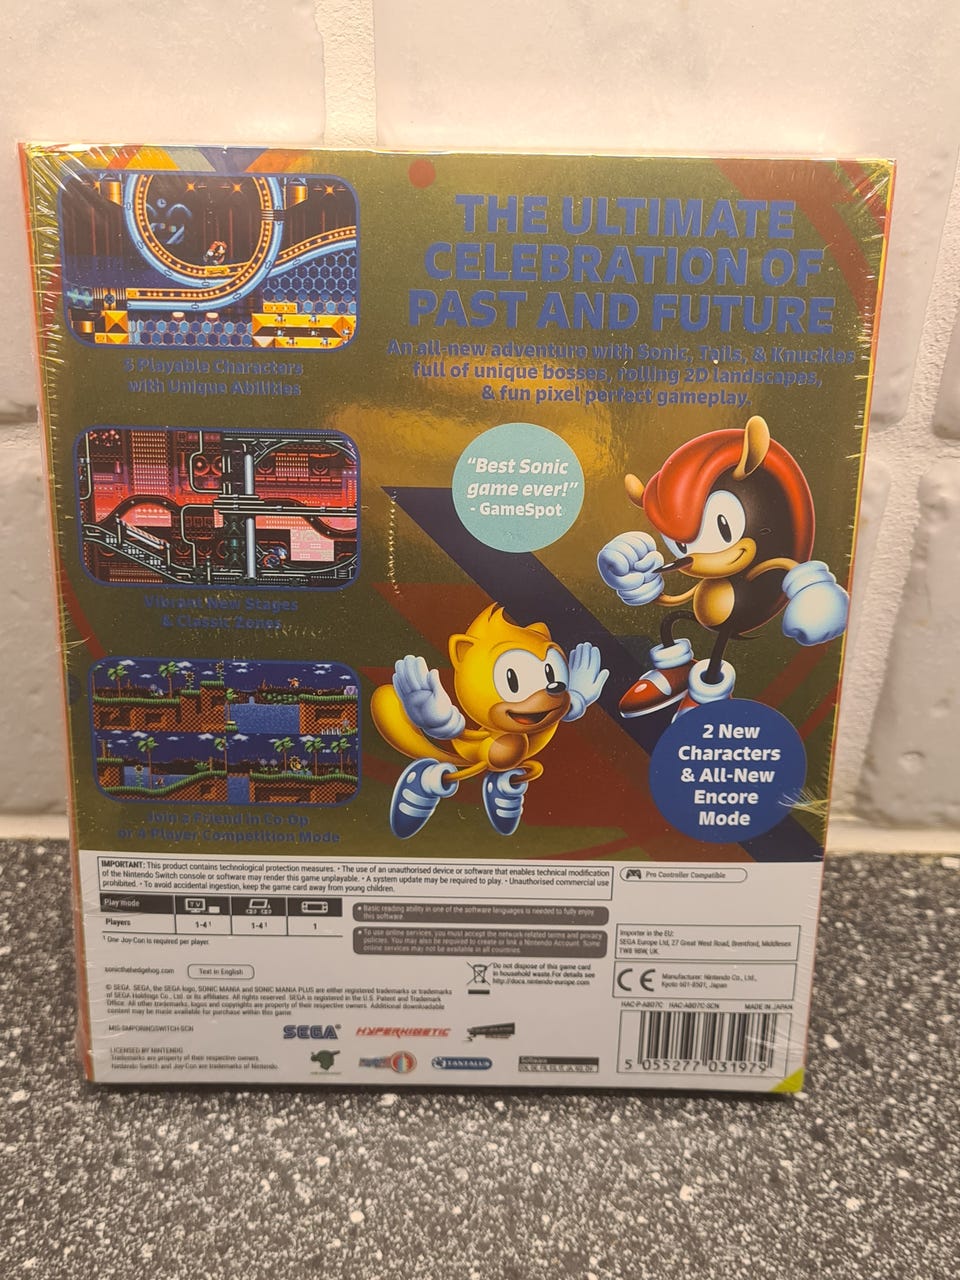 THE ULTIMATE
CELEBRATION OF
PAST AND FUTURE
An all-new adventure with Sonic, Tails, & Knuckles
full of unique bosses, rolling 2D landscapes,
& fun pixel perfect gameplay.
5 Playable Characters
with Unique Abilities
"Best Sonic
game ever!"
- GameSpot
Vibrant New Stages
& Classic Zones
2 New
Characters
& All-New
Encore
Mode
Join a Friend in Co-Op
or 4 Player Competition Mode
IMPORTANT: This product contains technological protection measures. • The use of an unauthorised device or software that enables technical modification
of the Nintendo Switch console or software may render this game unplayable. • A system update may be required to play. • Unauthorised commercial use
prohibited. • To avoid accidental ingestion, keep the game card away from young children.
Pro Controller Compatible
Play mode
TV
Players
1-4¹
1-4¹
1
¹ One Joy-Con is required per player.
• Basic reading ability in one of the software languages is needed to fully enjoy
this software.
• To use online services, you must accept the network-related terms and privacy
policies. You may also be required to create or link a Nintendo Account. Some
online services may not be available in all countries.
Importer in the EU:
SEGA Europe Ltd, 27 Great West Road, Brentford, Middlesex
TW8 9BW, UK.
sonicthehedgehog.com
Text in English
Do not dispose of this game card
in household waste. For details see
http://docs.nintendo-europe.com
CE
Manufacturer: Nintendo Co., Ltd.,
Kyoto 601-8501, Japan
© SEGA. SEGA, the SEGA logo, SONIC MANIA and SONIC MANIA PLUS are either registered trademarks or trademarks
of SEGA Holdings Co., Ltd. or its affiliates. All rights reserved. SEGA is registered in the U.S. Patent and Trademark
Office. All other trademarks, logos and copyrights are property of their respective owners. Additional downloadable
content may be made available for purchase within this game.
HAC-P-AB07C HAC-AB07C-SCN MADE IN JAPAN
SEGA®
HYPERKINETIC
LICENSED BY NINTENDO
Trademarks are property of their respective owners.
Nintendo Switch and Joy-Con are trademarks of Nintendo.
TANTALUS
Software
5 055277 031979